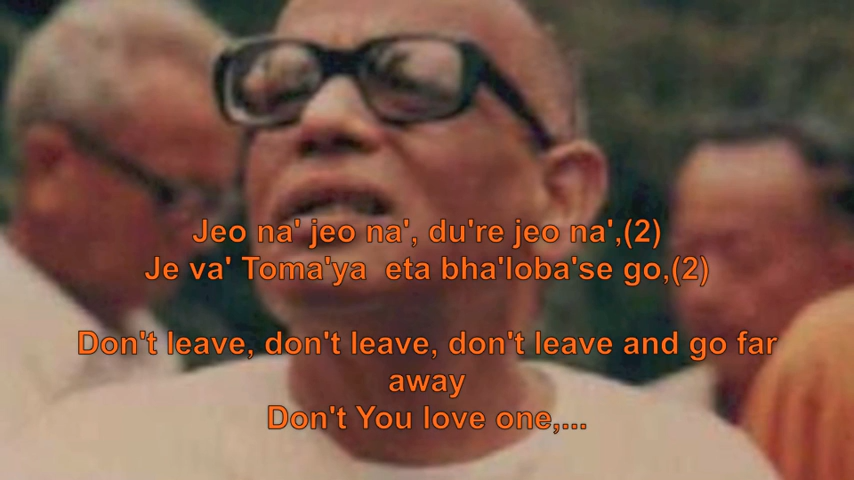 Jeo na' jeo na', du're jeo na',(2)
Je va' Toma'ya  eta bha'loba'se go,(2)
Don't leave, don't leave, don't leave and go far
away
Don't You love one,...